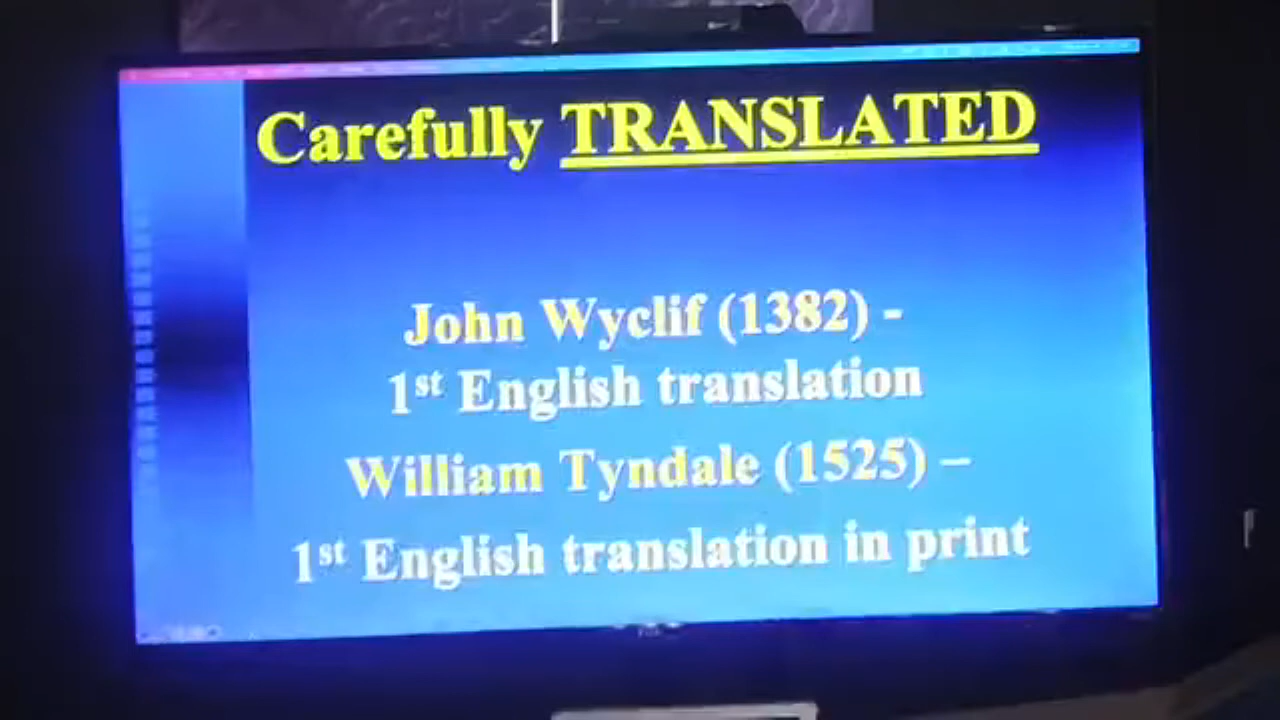 Carefully TRANSLATED
John Wyclif (1382) -
1st English translation
William Tyndale (1525) –
1st English translation in print